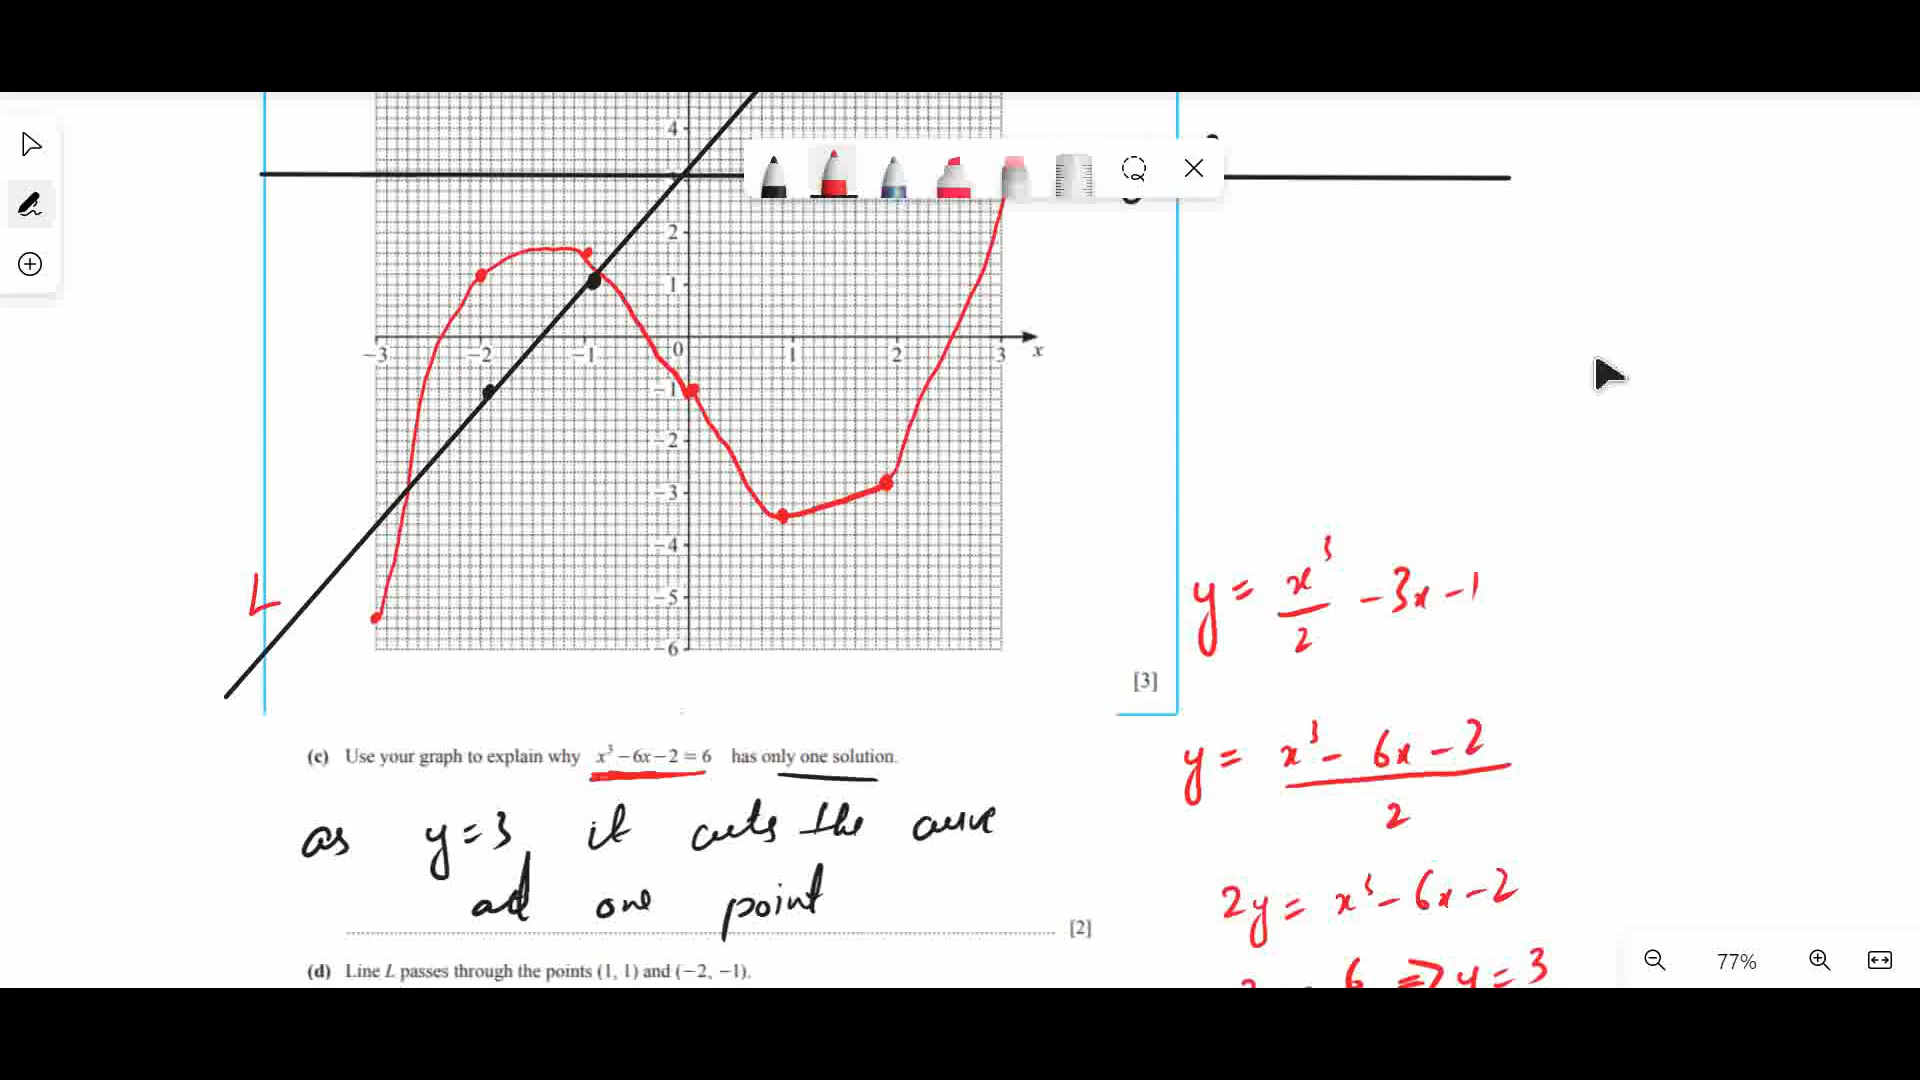 4
2
1
−3 −2 −1 0 1 2 3 x
−1
−2
−3
−4
−5
−6
L
[3]
y = x³/2 − 3x − 1
(c) Use your graph to explain why x³ − 6x − 2 = 6 has only one solution.
y = x³ − 6x − 2 / 2
as y = 3 it cuts the curve
at one point
[2]
2y = x³ − 6x − 2
(d) Line L passes through the points (1, 1) and (−2, −1).
6 => y = 3
77%